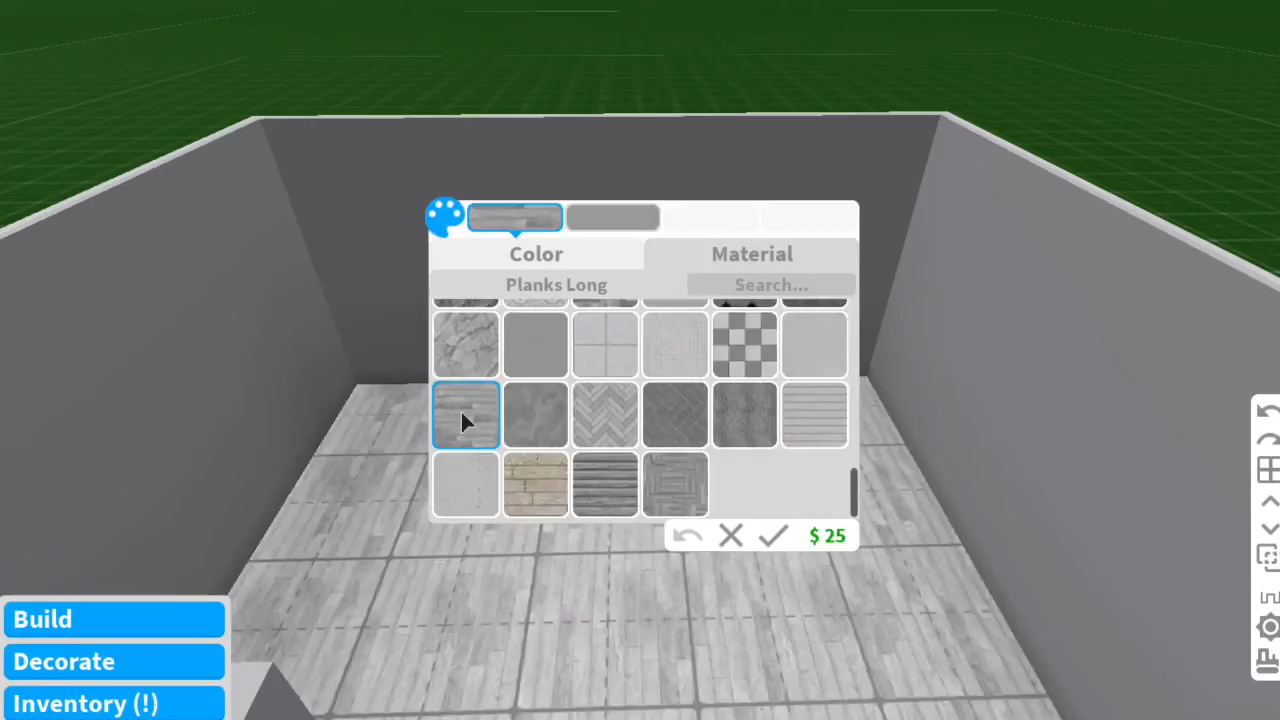 Color
Material
Planks Long
Search...
$ 25
Build
Decorate
Inventory (!)